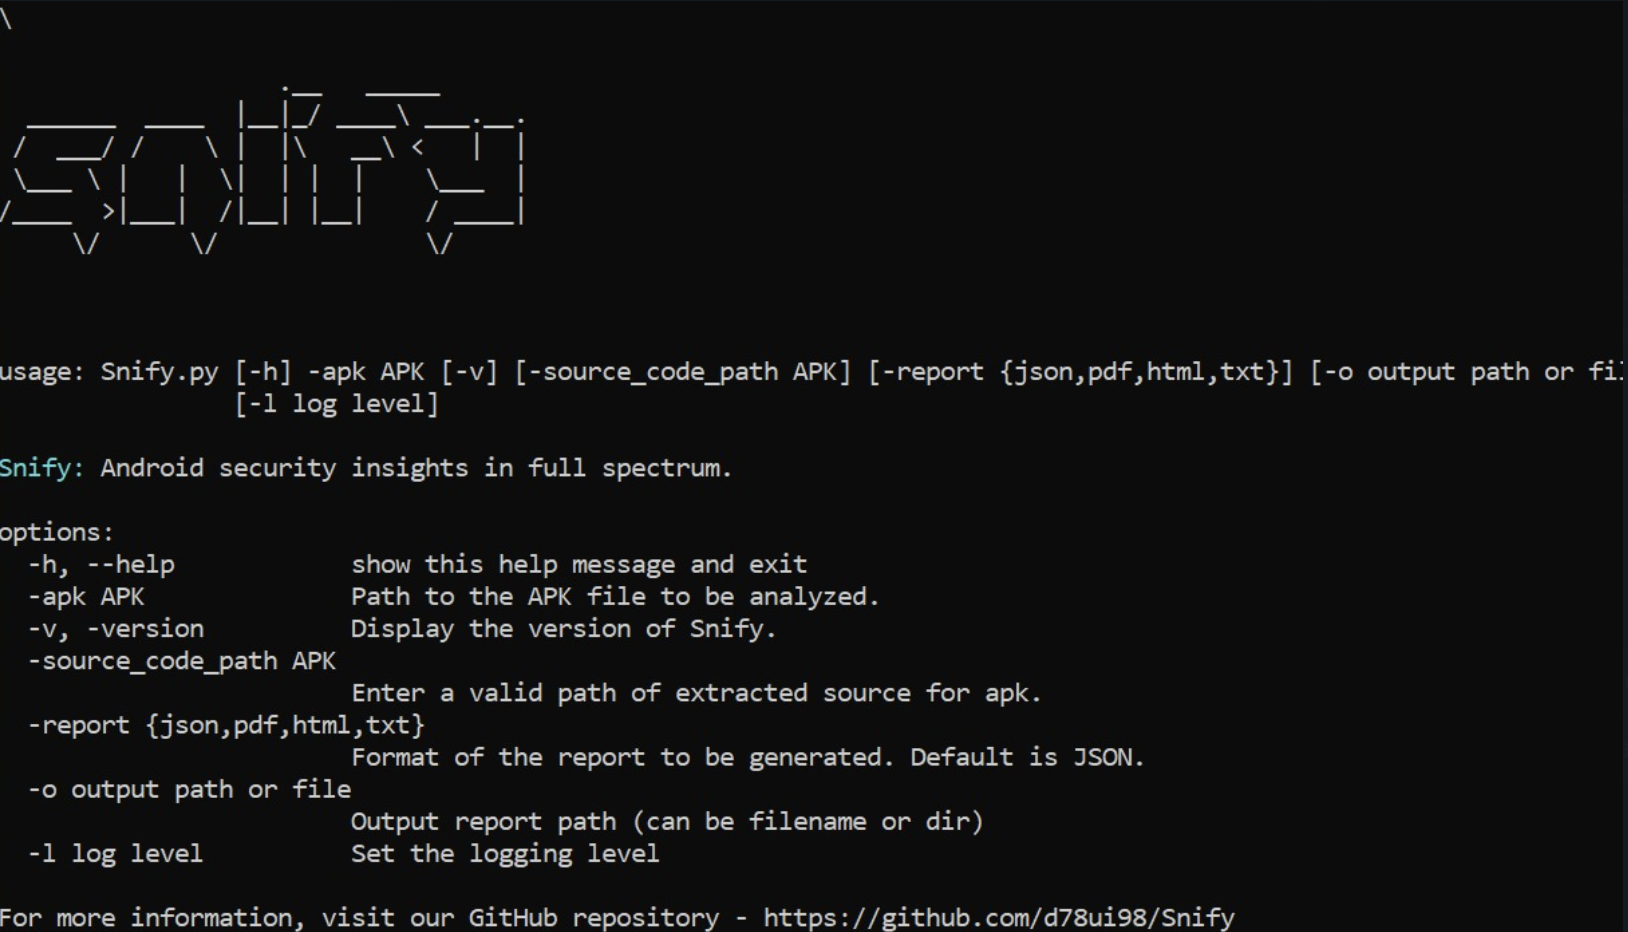 \
Snify
usage: Snify.py [-h] -apk APK [-v] [-source_code_path APK] [-report {json,pdf,html,txt}] [-o output path or
[-l log level]
Snify: Android security insights in full spectrum.
options:
-h, --help show this help message and exit
-apk APK Path to the APK file to be analyzed.
-v, -version Display the version of Snify.
-source_code_path APK
Enter a valid path of extracted source for apk.
-report {json,pdf,html,txt}
Format of the report to be generated. Default is JSON.
-o output path or file
Output report path (can be filename or dir)
-l log level Set the logging level
For more information, visit our GitHub repository - https://github.com/d78ui98/Snify